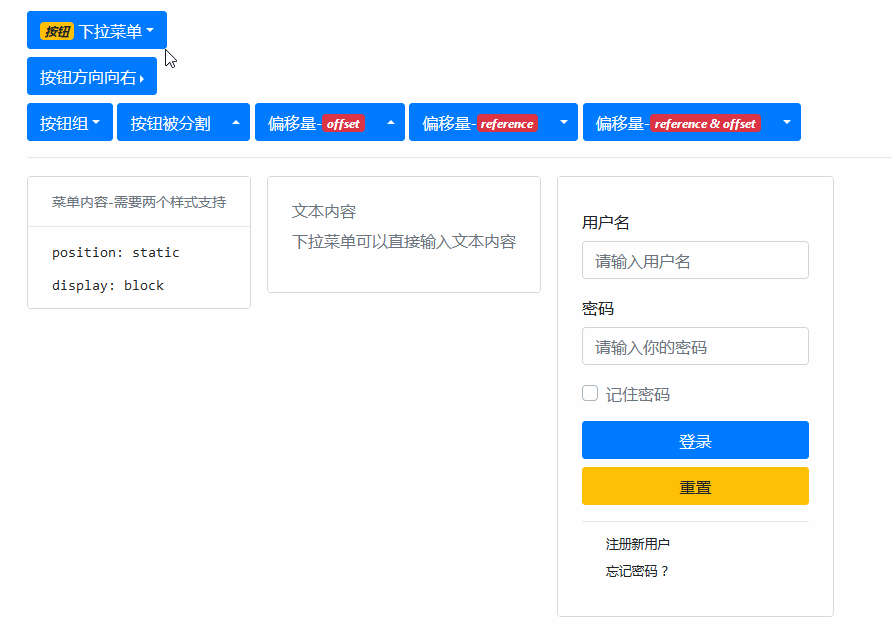 按钮 下拉菜单
按钮方向向右
按钮组 按钮被分割 偏移量-offset 偏移量-reference 偏移量-reference & offset
菜单内容-需要两个样式支持
position: static
display: block
文本内容
下拉菜单可以直接输入文本内容
用户名
请输入用户名
密码
请输入你的密码
记住密码
登录
重置
注册新用户
忘记密码？